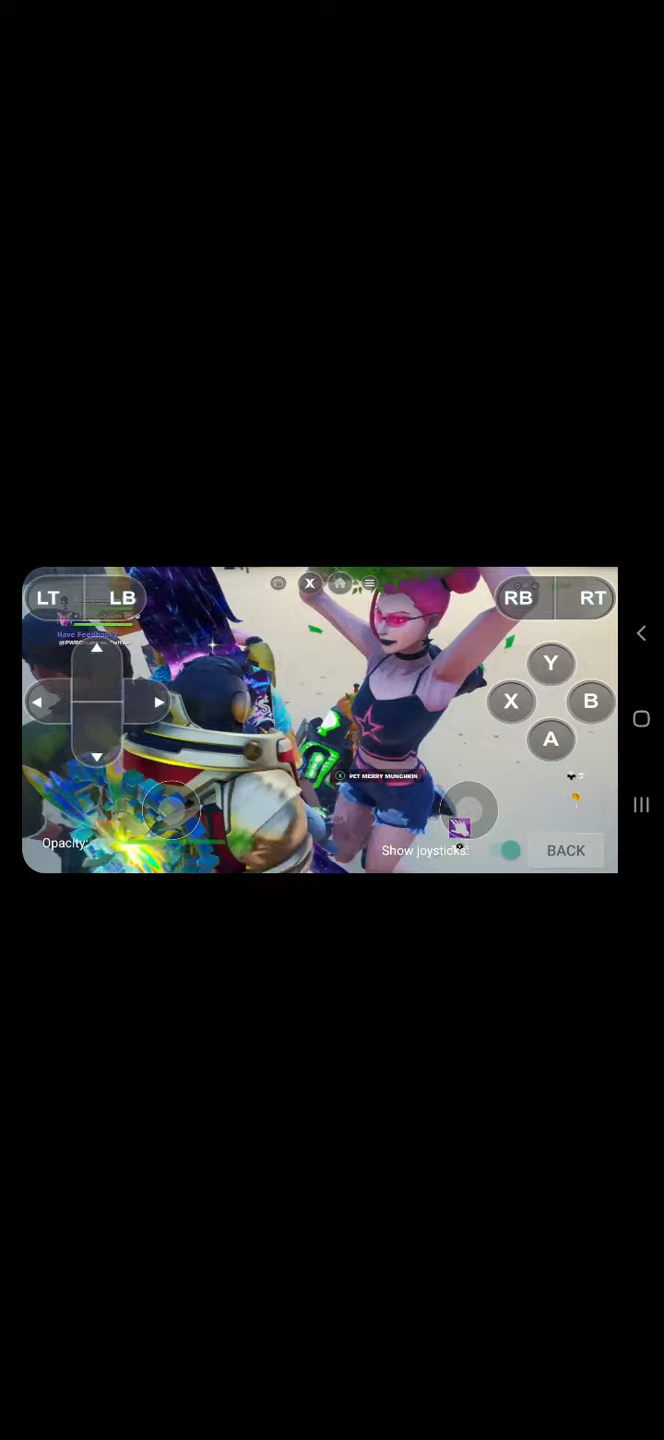 LT LB
X
RB RT
Have Feedback?
Y
X B
A
X PET MERRY MUNCHKIN
Opacity:
Show joysticks:
BACK